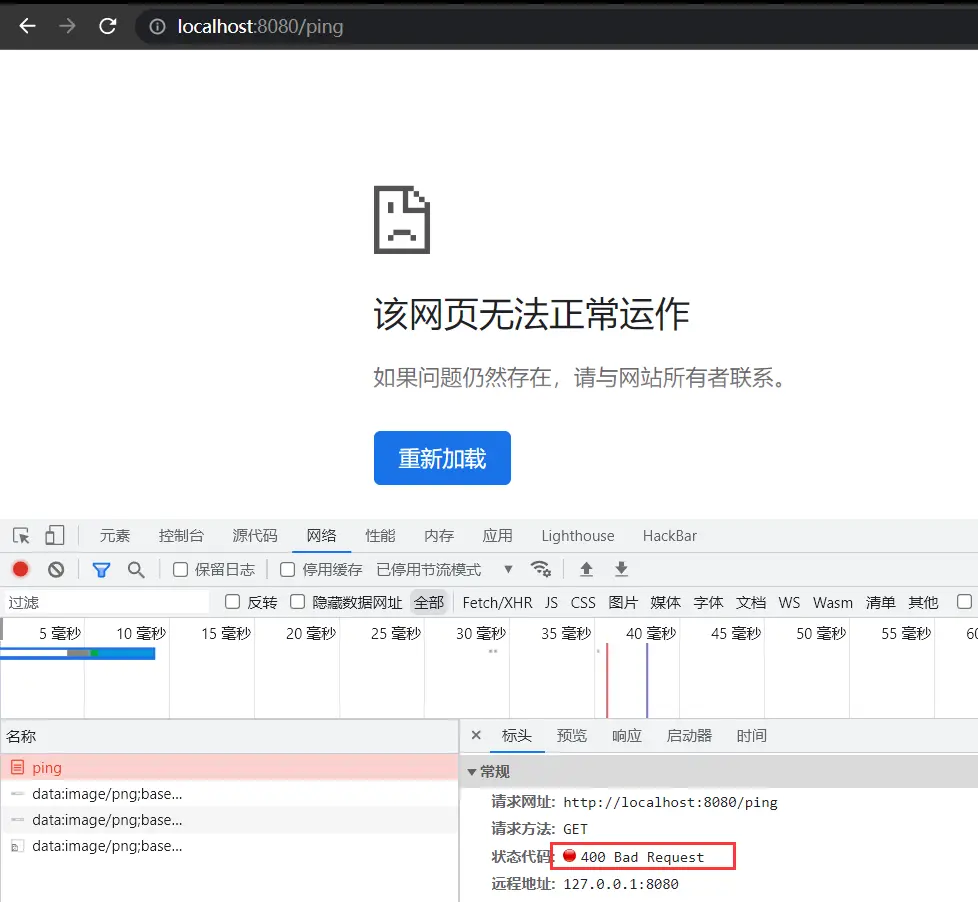 localhost:8080/ping
该网页无法正常运作
如果问题仍然存在，请与网站所有者联系。
重新加载
元素 控制台 源代码 网络 性能 内存 应用 Lighthouse HackBar
保留日志 停用缓存 已停用节流模式
过滤 反转 隐藏数据网址 全部 Fetch/XHR JS CSS 图片 媒体 字体 文档 WS Wasm 清单 其他
5 毫秒 10 毫秒 15 毫秒 20 毫秒 25 毫秒 30 毫秒 35 毫秒 40 毫秒 45 毫秒 50 毫秒 55 毫秒 60
名称 × 标头 预览 响应 启动器 时间
ping
data:image/png;base...
data:image/png;base...
data:image/png;base...
常规
请求网址: http://localhost:8080/ping
请求方法: GET
状态代码: 400 Bad Request
远程地址: 127.0.0.1:8080